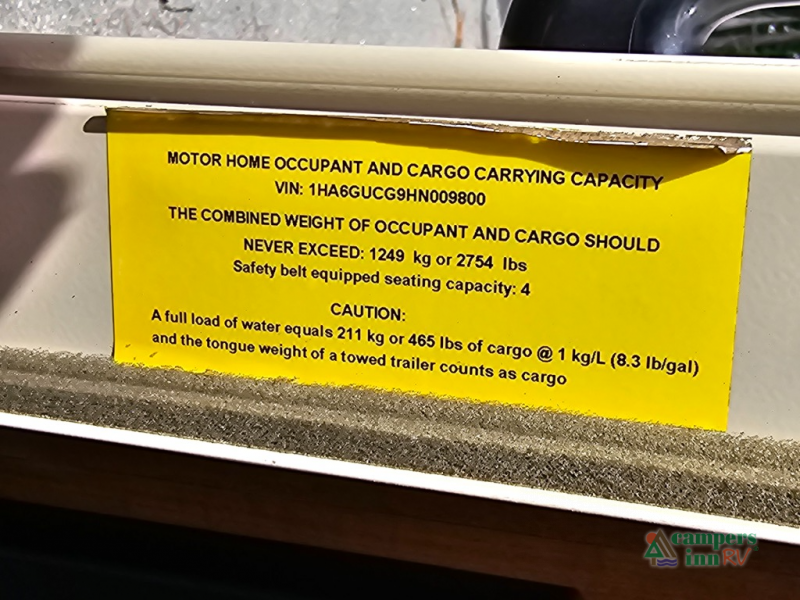 MOTOR HOME OCCUPANT AND CARGO CARRYING CAPACITY
VIN: 1HA6GUCG9HN009800
THE COMBINED WEIGHT OF OCCUPANT AND CARGO SHOULD
NEVER EXCEED: 1249 kg or 2754 lbs
Safety belt equipped seating capacity: 4
CAUTION:
A full load of water equals 211 kg or 465 lbs of cargo @ 1 kg/L (8.3 lb/gal)
and the tongue weight of a towed trailer counts as cargo
campers
inn RV